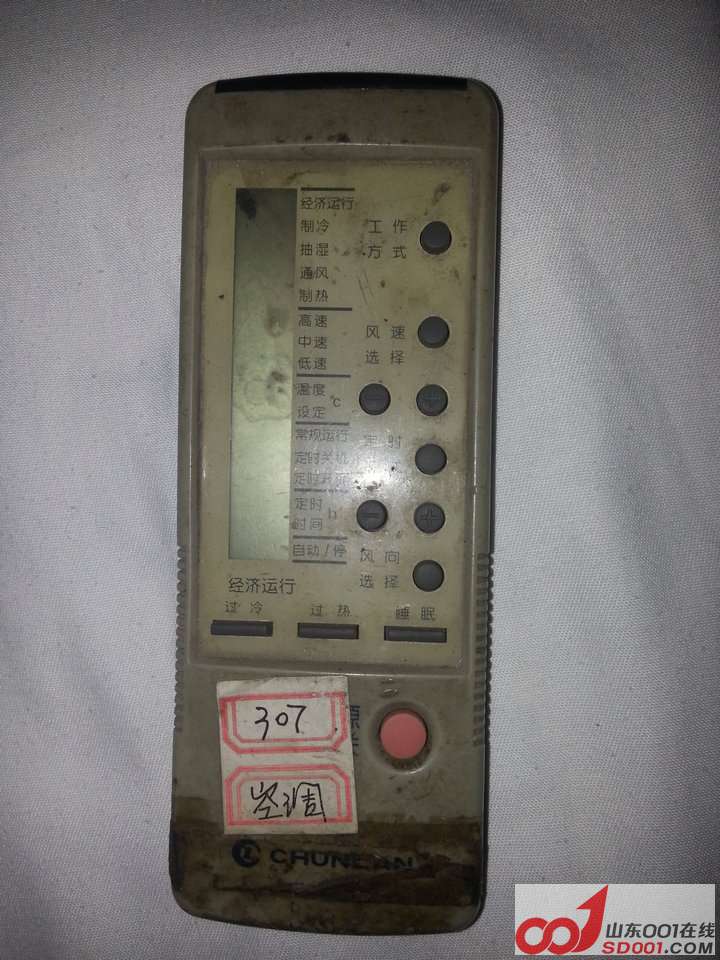 经济运行
制冷
工作
抽湿
方式
通风
制热
高速
风速
中速
选择
低速
温度
℃
设定
常规运行
定时
定时关机
定时开机
定时
h
时间
自动/停
风向
选择
经济运行
过冷
过热
睡眠
307
空调
CHUNLAN
山东001在线
SD001.COM